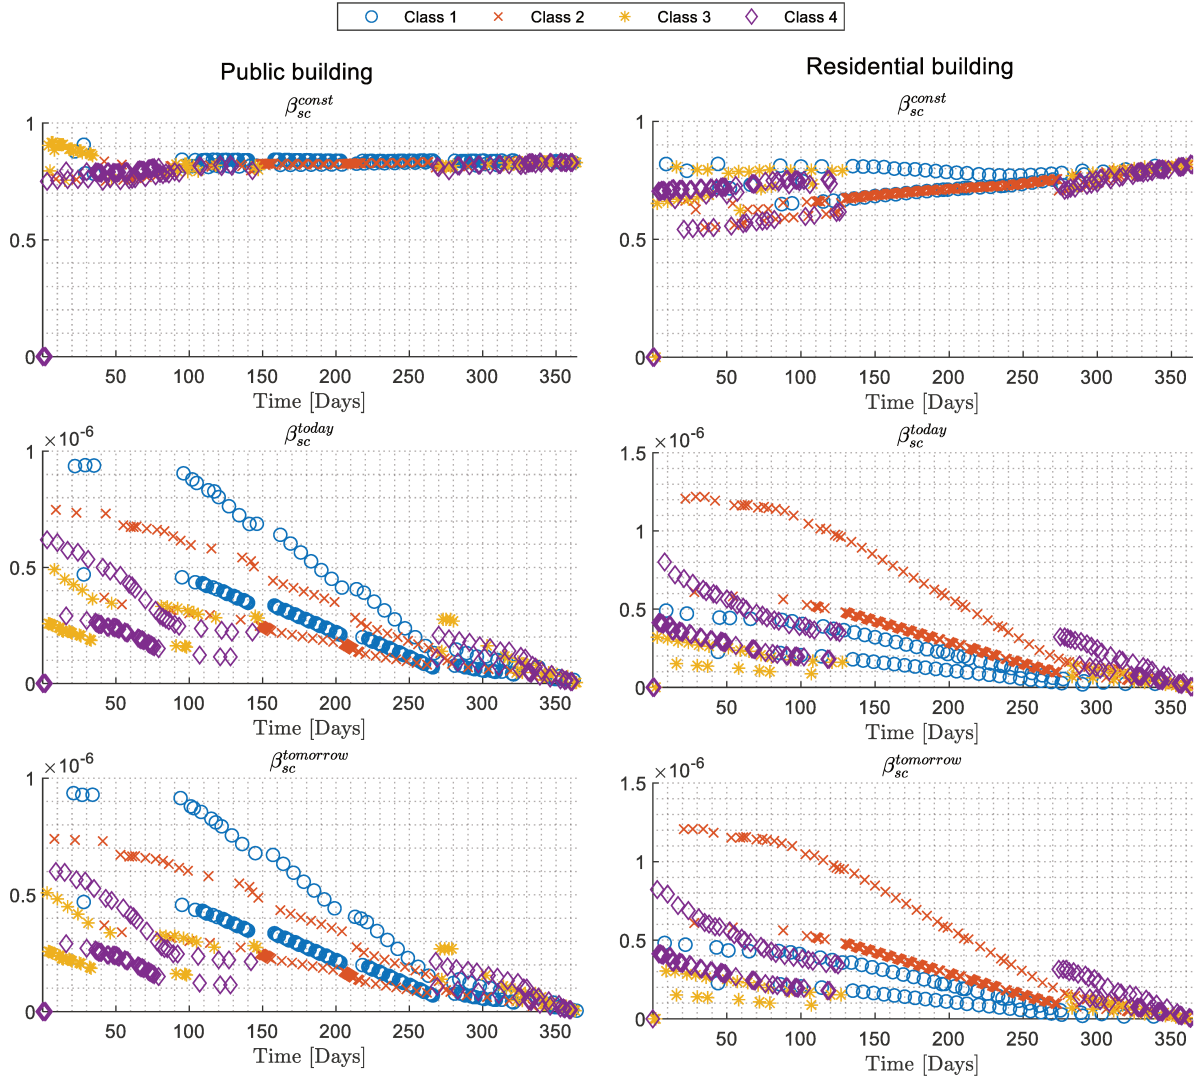 Class 1 Class 2 Class 3 Class 4
Public building
Residential building
β_sc^const
1
0.5
0
50 100 150 200 250 300 350
Time [Days]
β_sc^const
1
0.5
0
50 100 150 200 250 300 350
Time [Days]
×10^-6
β_sc^today
1
0.5
0
50 100 150 200 250 300 350
Time [Days]
×10^-6
β_sc^today
1.5
1
0.5
0
50 100 150 200 250 300 350
Time [Days]
×10^-6
β_sc^tomorrow
1
0.5
0
50 100 150 200 250 300 350
Time [Days]
×10^-6
β_sc^tomorrow
1.5
1
0.5
0
50 100 150 200 250 300 350
Time [Days]